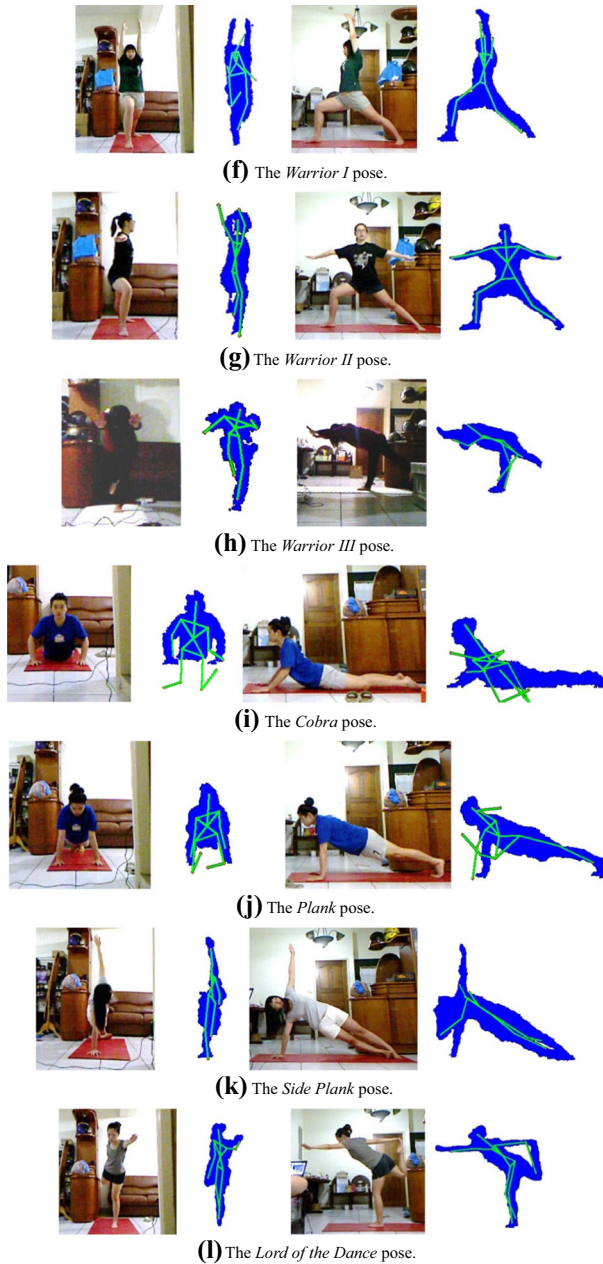 (f) The Warrior I pose.
(g) The Warrior II pose.
(h) The Warrior III pose.
(i) The Cobra pose.
(j) The Plank pose.
(k) The Side Plank pose.
(l) The Lord of the Dance pose.